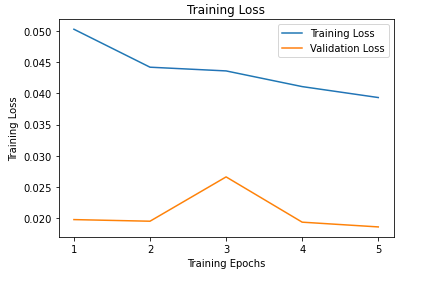 Training Loss
Training Loss
Validation Loss
0.050
0.045
0.040
0.035
0.030
0.025
0.020
Training Loss
1 2 3 4 5
Training Epochs